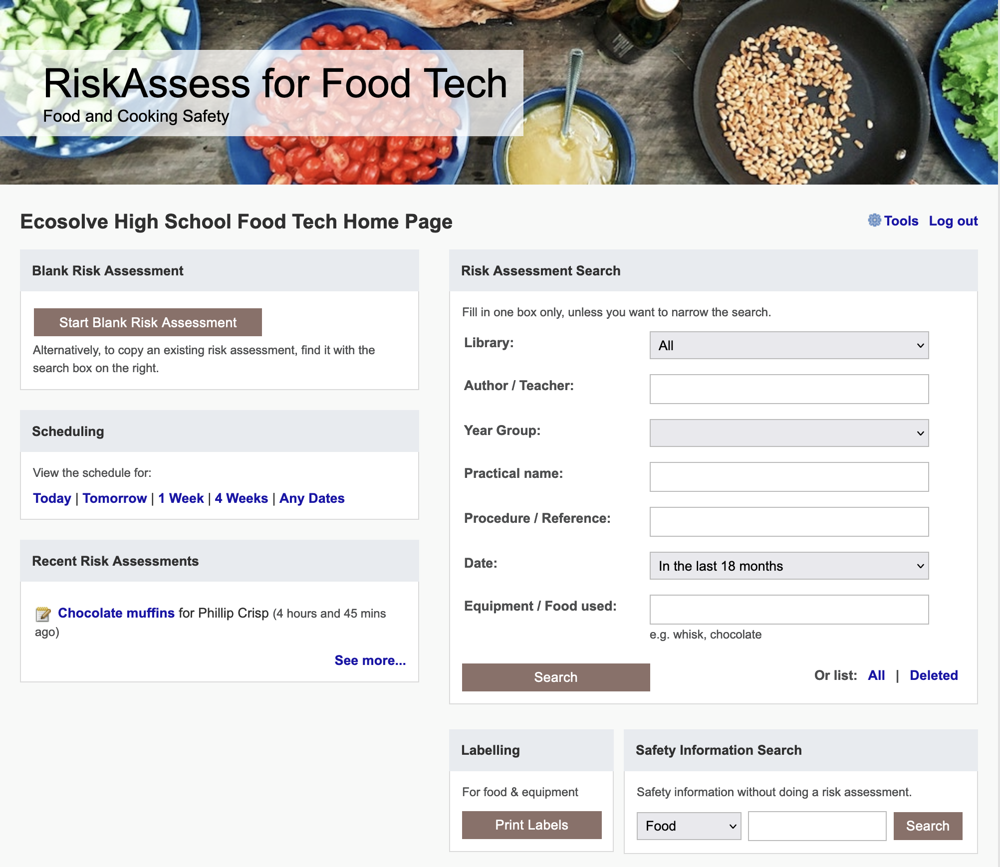 RiskAssess for Food Tech
Food and Cooking Safety
Ecosolve High School Food Tech Home Page
Tools Log out
Blank Risk Assessment
Start Blank Risk Assessment
Alternatively, to copy an existing risk assessment, find it with the
search box on the right.
Scheduling
View the schedule for:
Today | Tomorrow | 1 Week | 4 Weeks | Any Dates
Recent Risk Assessments
Chocolate muffins for Phillip Crisp (4 hours and 45 mins
ago)
See more...
Risk Assessment Search
Fill in one box only, unless you want to narrow the search.
Library: All
Author / Teacher:
Year Group:
Practical name:
Procedure / Reference:
Date: In the last 18 months
Equipment / Food used:
e.g. whisk, chocolate
Search Or list: All | Deleted
Labelling
For food & equipment
Print Labels
Safety Information Search
Safety information without doing a risk assessment.
Food Search